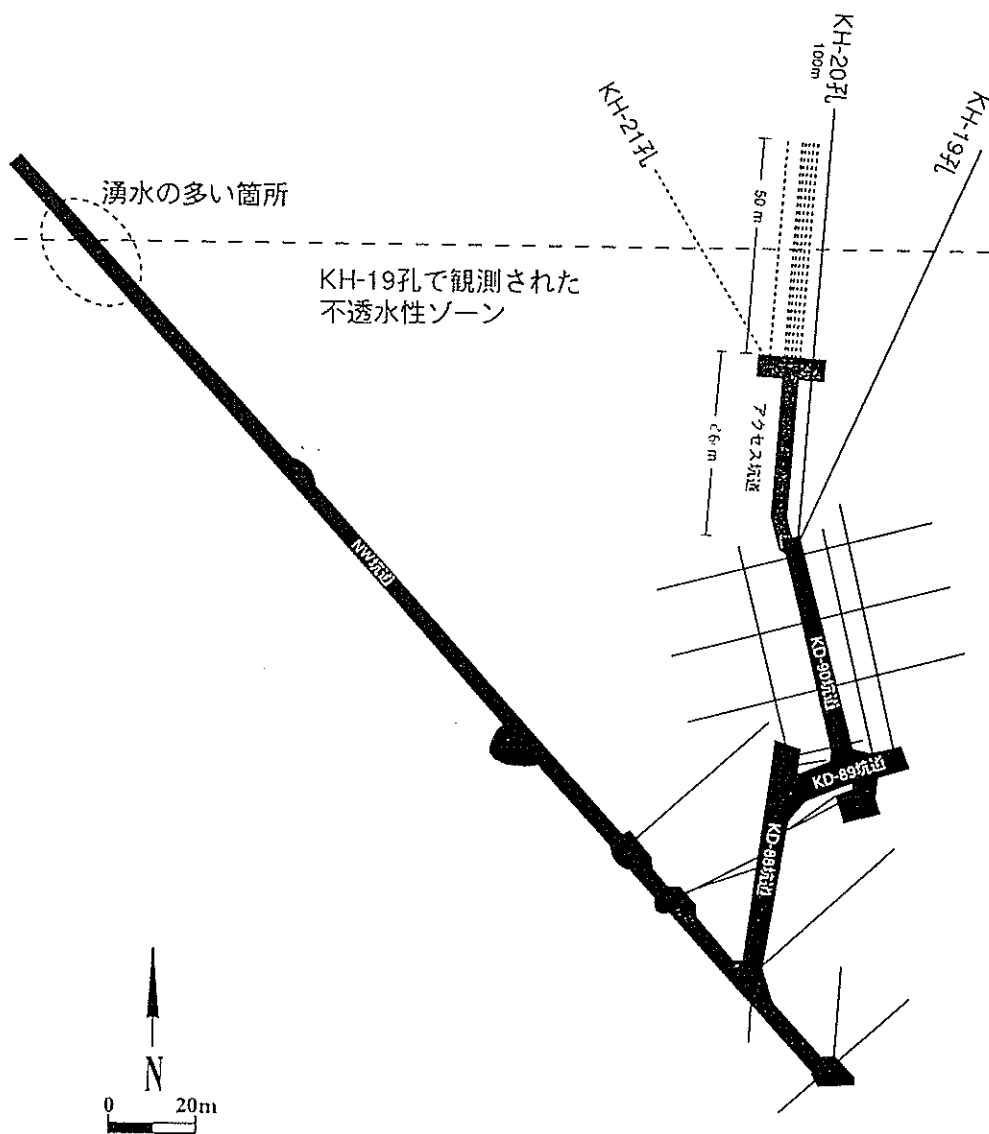 KH-20孔
100m
KH-19孔
KH-21孔
湧水の多い箇所
50 m
KH-19孔で観測された
不透水性ゾーン
アクセス坑道
NW坑道
KD-90坑道
KD-89坑道
KD-88坑道
N
0 20m